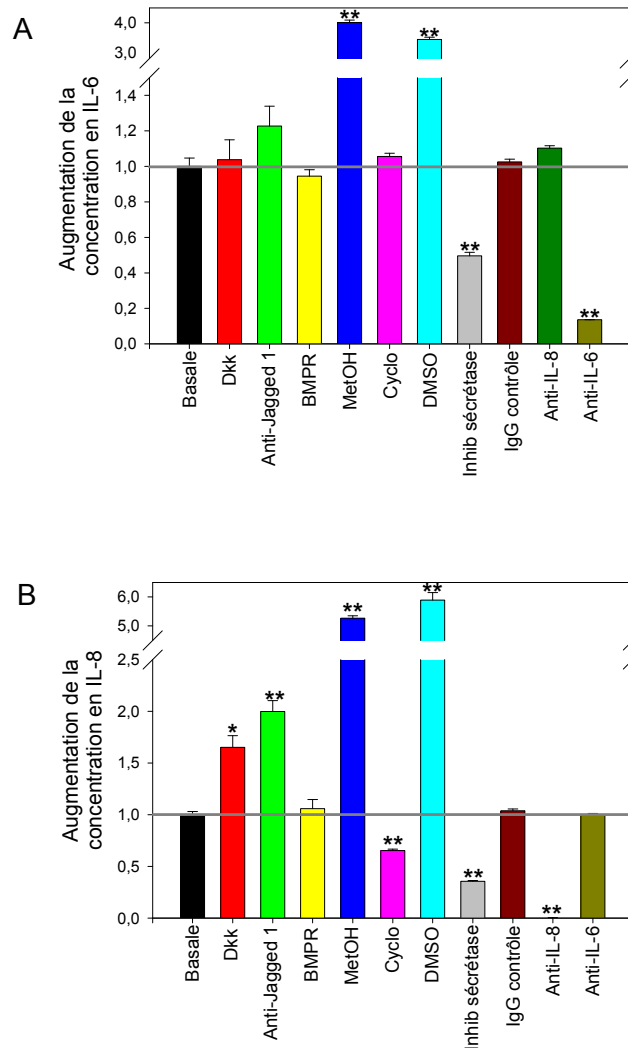 A
Augmentation de la
concentration en IL-6
4,0
3,0
1,4
1,2
1,0
0,8
0,6
0,4
0,2
0,0
**
**
**
**
Basale
Dkk
Anti-Jagged 1
BMPR
MetOH
Cyclo
DMSO
Inhib sécrétase
IgG contrôle
Anti-IL-8
Anti-IL-6
B
Augmentation de la
concentration en IL-8
6,0
5,0
2,5
2,0
1,5
1,0
0,5
0,0
*
**
**
**
**
**
**
Basale
Dkk
Anti-Jagged 1
BMPR
MetOH
Cyclo
DMSO
Inhib sécrétase
IgG contrôle
Anti-IL-8
Anti-IL-6